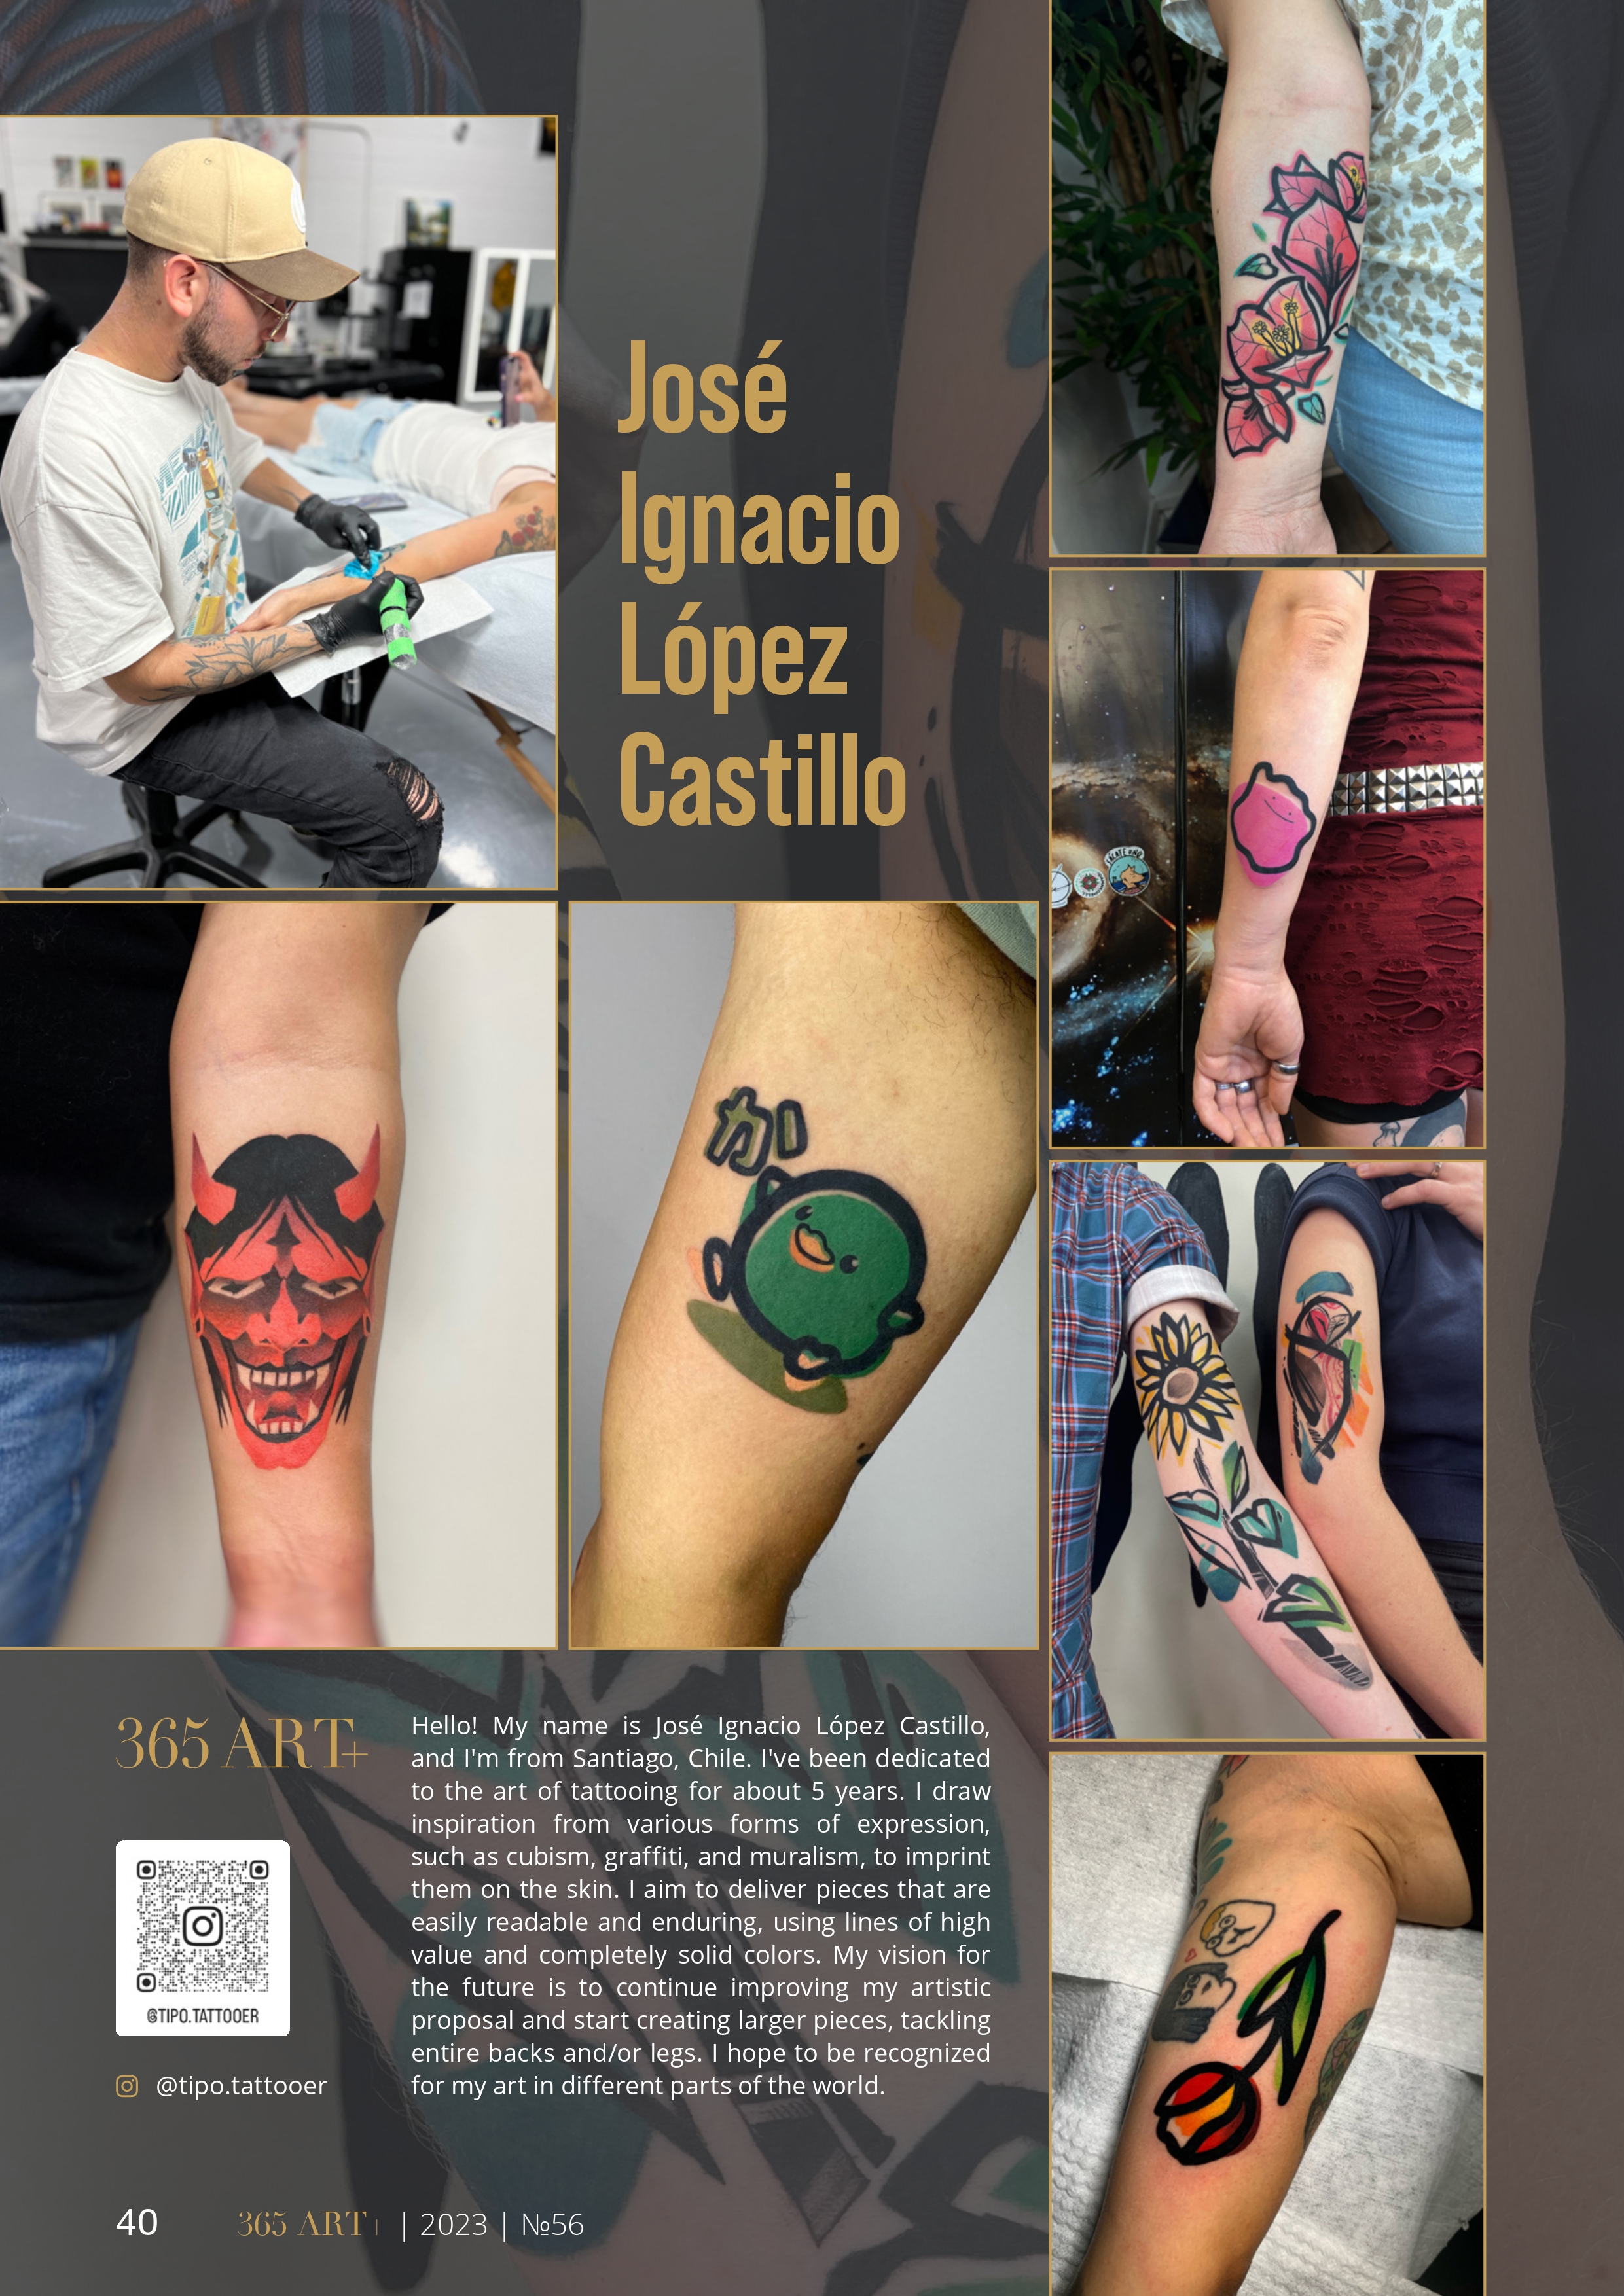 José
Ignacio
López
Castillo
加
365 ART+
Hello! My name is José Ignacio López Castillo,
and I'm from Santiago, Chile. I've been dedicated
to the art of tattooing for about 5 years. I draw
inspiration from various forms of expression,
such as cubism, graffiti, and muralism, to imprint
them on the skin. I aim to deliver pieces that are
easily readable and enduring, using lines of high
value and completely solid colors. My vision for
the future is to continue improving my artistic
proposal and start creating larger pieces, tackling
entire backs and/or legs. I hope to be recognized
for my art in different parts of the world.
@TIPO.TATTOOER
@tipo.tattooer
40 365 ART+ | 2023 | №56